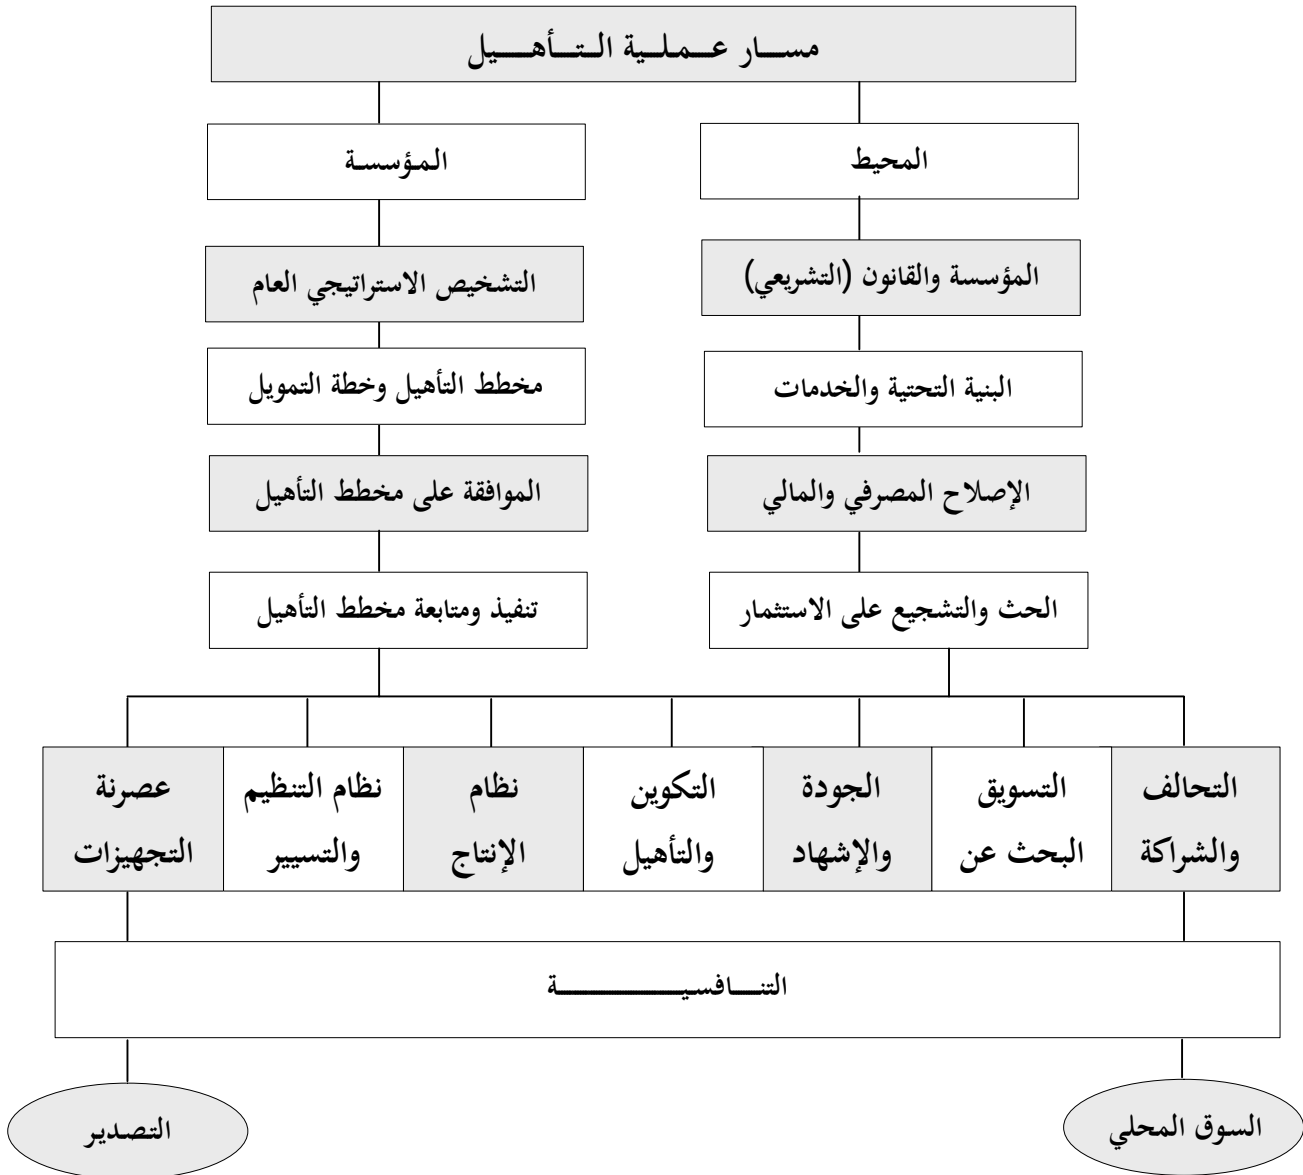 مسار عملية التأهيل
المحيط
المؤسسة
المؤسسة والقانون (التشريعي)
التشخيص الاستراتيجي العام
البنية التحتية والخدمات
مخطط التأهيل وخطة التمويل
الإصلاح المصرفي والمالي
الموافقة على مخطط التأهيل
الحث والتشجيع على الاستثمار
تنفيذ ومتابعة مخطط التأهيل
التحالف
والشراكة
التسويق
البحث عن
الجودة
والإشهاد
التكوين
والتأهيل
نظام
الإنتاج
نظام التنظيم
والتسيير
عصرنة
التجهيزات
التنافسية
السوق المحلي
التصدير